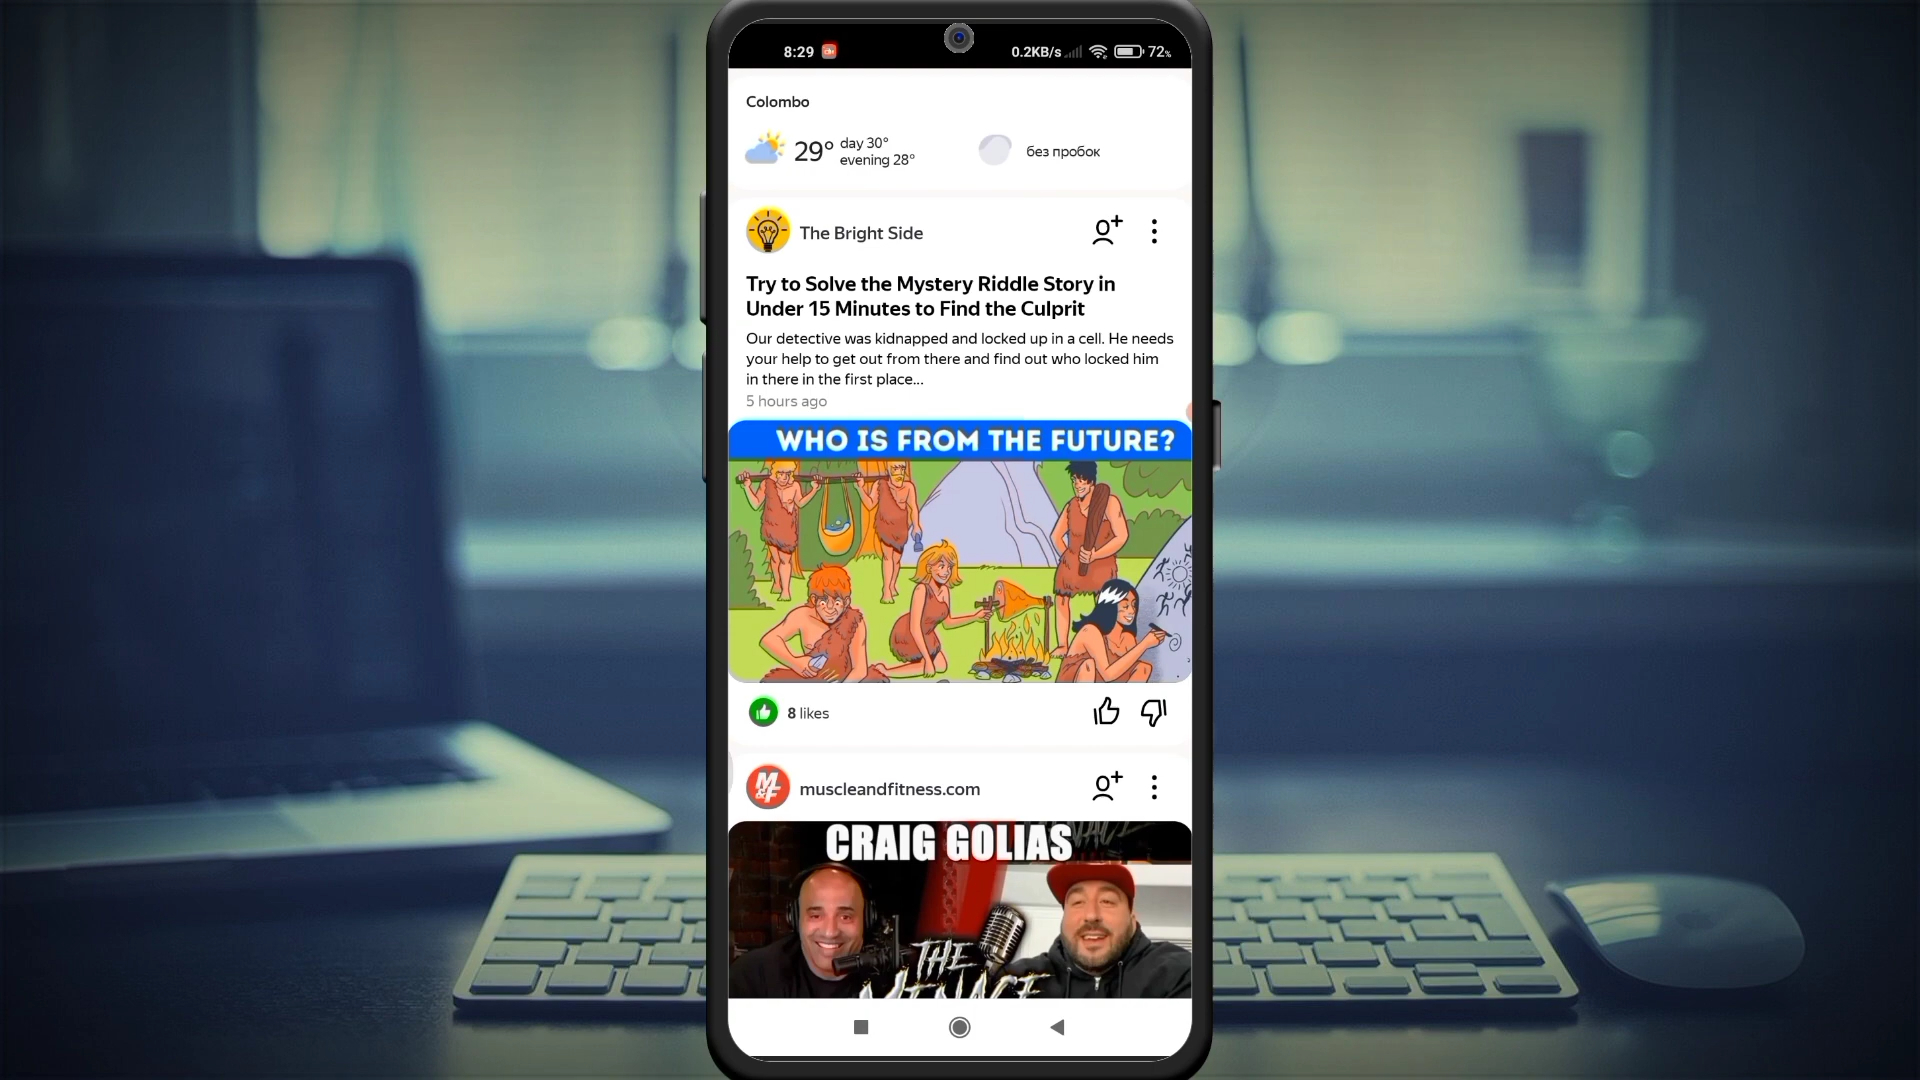 8:29
0.2KB/s
72%
Colombo
29°
day 30°
evening 28°
без пробок
The Bright Side
Try to Solve the Mystery Riddle Story in
Under 15 Minutes to Find the Culprit
Our detective was kidnapped and locked up in a cell. He needs
your help to get out from there and find out who locked him
in there in the first place...
5 hours ago
WHO IS FROM THE FUTURE?
8 likes
M&F
muscleandfitness.com
CRAIG GOLIAS
THE
MENACE